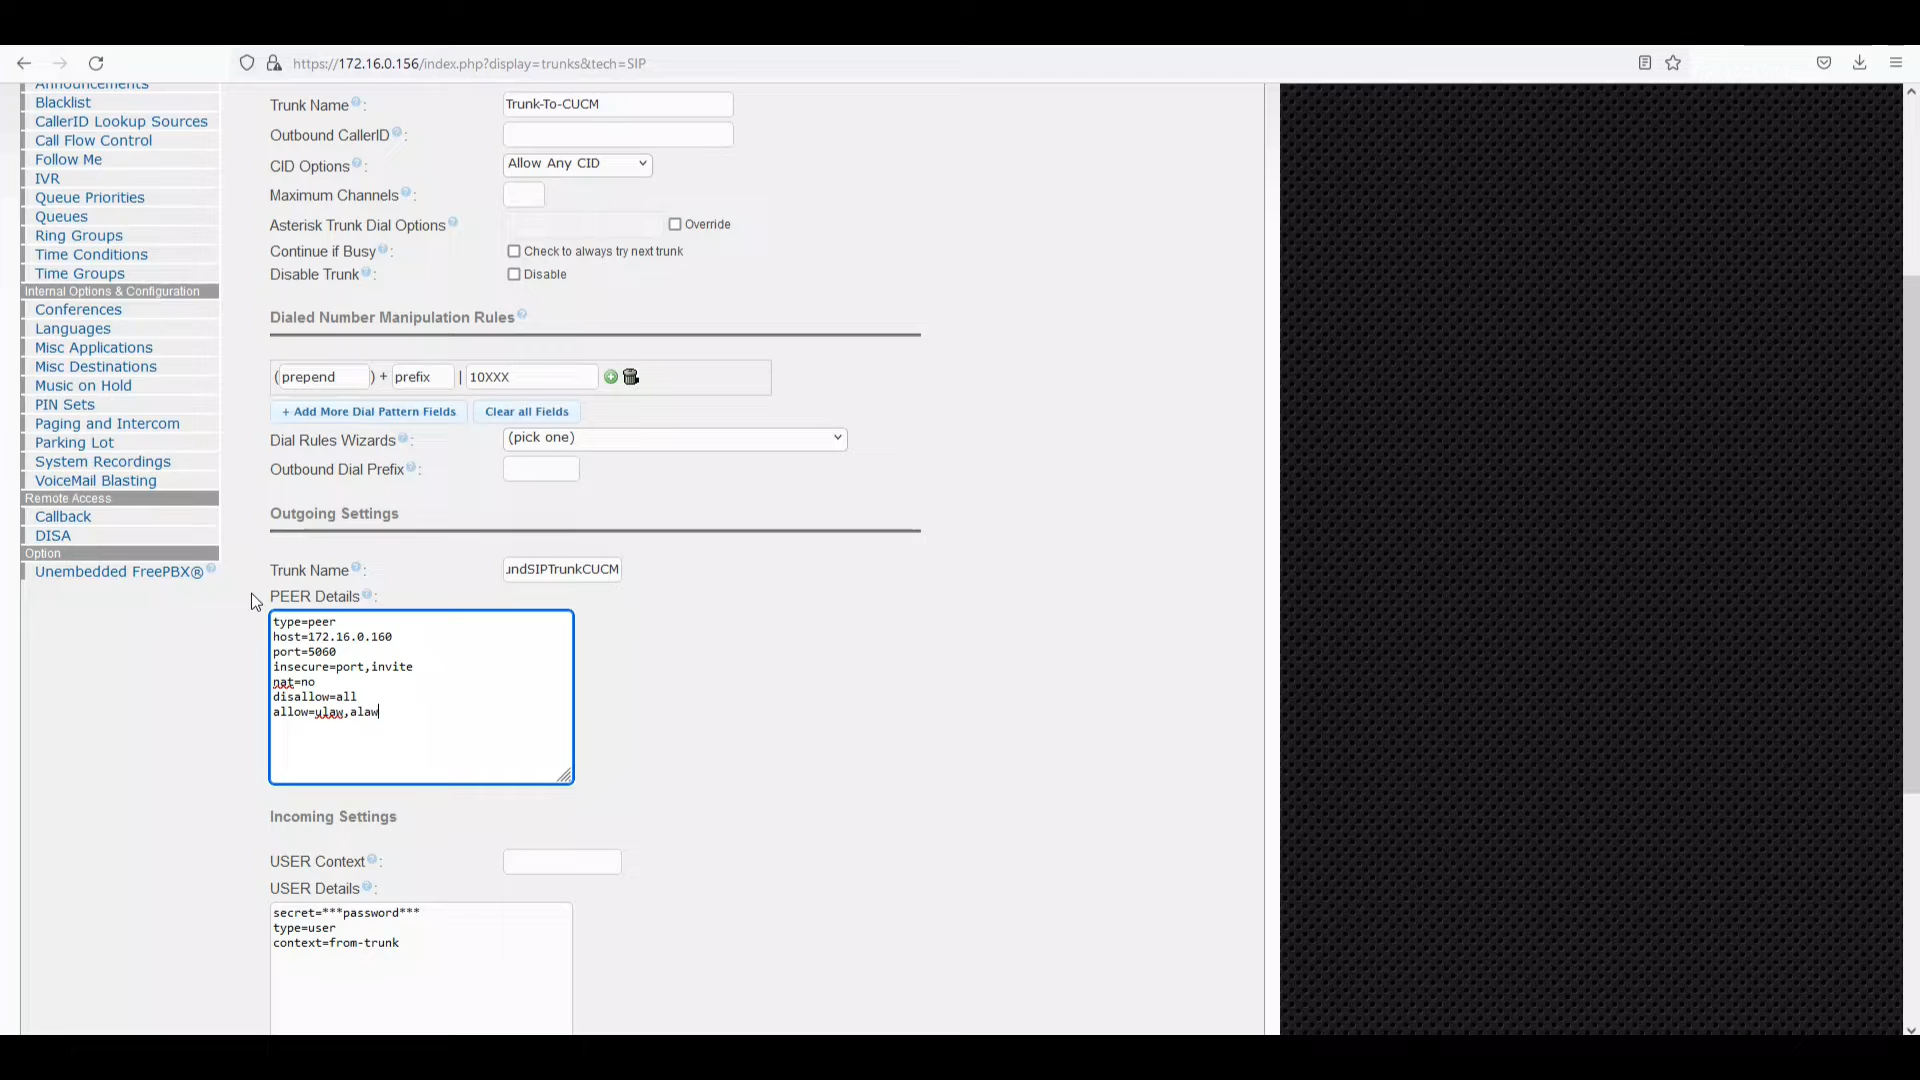 https://172.16.0.156/index.php?display=trunks&tech=SIP
Announcements
Blacklist
CallerID Lookup Sources
Call Flow Control
Follow Me
IVR
Queue Priorities
Queues
Ring Groups
Time Conditions
Time Groups
Internal Options & Configuration
Conferences
Languages
Misc Applications
Misc Destinations
Music on Hold
PIN Sets
Paging and Intercom
Parking Lot
System Recordings
VoiceMail Blasting
Remote Access
Callback
DISA
Option
Unembedded FreePBX®
Trunk Name : Trunk-To-CUCM
Outbound CallerID :
CID Options : Allow Any CID
Maximum Channels :
Asterisk Trunk Dial Options Override
Continue if Busy : Check to always try next trunk
Disable Trunk : Disable
Dialed Number Manipulation Rules
(prepend ) + prefix | 10XXX
+ Add More Dial Pattern Fields Clear all Fields
Dial Rules Wizards : (pick one)
Outbound Dial Prefix :
Outgoing Settings
Trunk Name : undSIPTrunkCUCM
PEER Details :
type=peer
host=172.16.0.160
port=5060
insecure=port,invite
nat=no
disallow=all
allow=ulaw,alaw
Incoming Settings
USER Context :
USER Details :
secret=***password***
type=user
context=from-trunk